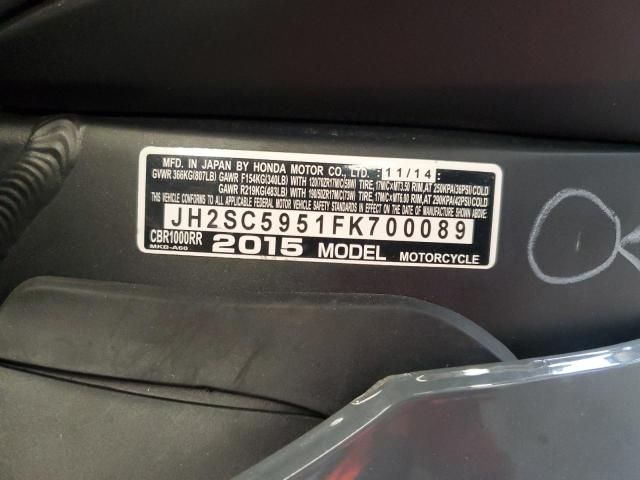 MFD. IN JAPAN BY HONDA MOTOR CO., LTD. 11/14
GVWR 366KG(807LB) GAWR F154KG(340LB) WITH 120/70ZR17M/C(58W) TIRE, 17M/C×MT3.50 RIM, AT 250KPA(36PSI)COLD
GAWR R219KG(483LB) WITH 190/50ZR17M/C(73W) TIRE, 17M/C×MT6.00 RIM, AT 290KPA(42PSI)COLD
THIS VEHICLE CONFORMS TO ALL APPLICABLE FEDERAL MOTOR VEHICLE SAFETY STANDARDS IN EFFECT ON THE DATE OF MANUFACTURE SHOWN ABOVE.
JH2SC5951FK700089
CBR1000RR 2015 MODEL MOTORCYCLE
MKB-A60